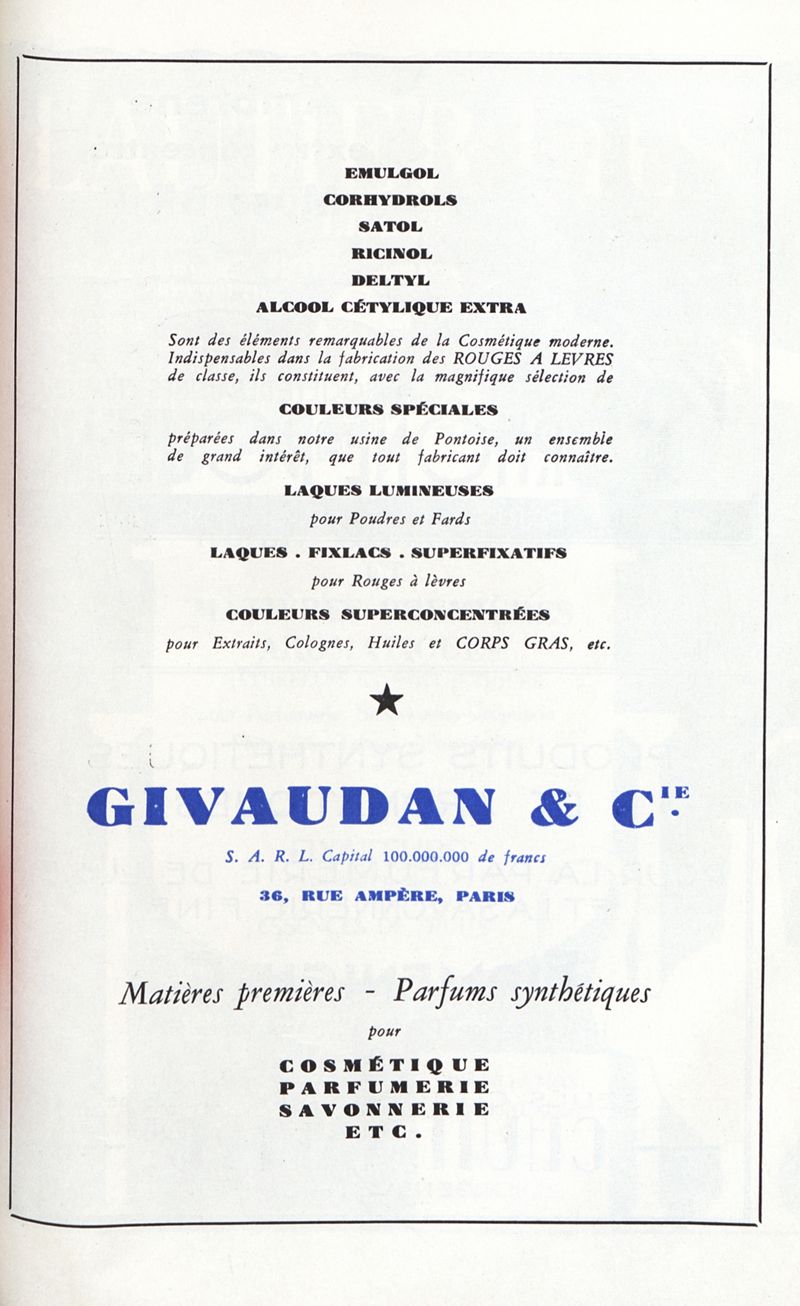 EMULGOL
CORHYDROLS
SATOL
RICINOL
DELTYL
ALCOOL CÉTYLIQUE EXTRA
Sont des éléments remarquables de la Cosmétique moderne.
Indispensables dans la fabrication des ROUGES A LEVRES
de classe, ils constituent, avec la magnifique sélection de
COULEURS SPÉCIALES
préparées dans notre usine de Pontoise, un ensemble
de grand intérêt, que tout fabricant doit connaître.
LAQUES LUMINEUSES
pour Poudres et Fards
LAQUES . FIXLACS . SUPERFIXATIFS
pour Rouges à lèvres
COULEURS SUPERCONCENTRÉES
pour Extraits, Colognes, Huiles et CORPS GRAS, etc.
GIVAUDAN & CIE.
S. A. R. L. Capital 100.000.000 de francs
36, RUE AMPÈRE, PARIS
Matières premières - Parfums synthétiques
pour
COSMÉTIQUE
PARFUMERIE
SAVONNERIE
ETC.